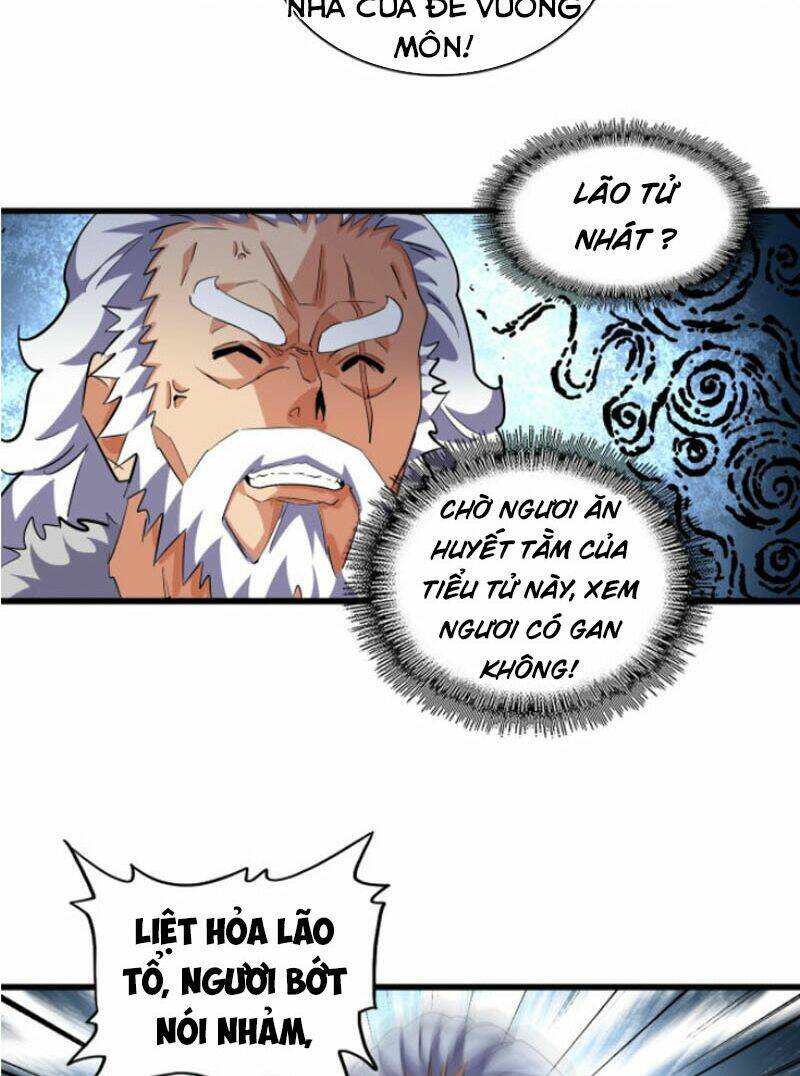 NHÀ CỦA ĐẾ VƯƠNG
MÔN!
LÃO TỬ
NHÁT ?
CHỜ NGƯƠI ĂN
HUYẾT TẰM CỦA
TIỂU TỬ NÀY, XEM
NGƯƠI CÓ GAN
KHÔNG!
LIỆT HỎA LÃO
TỔ, NGƯƠI BỚT
NÓI NHẢM,